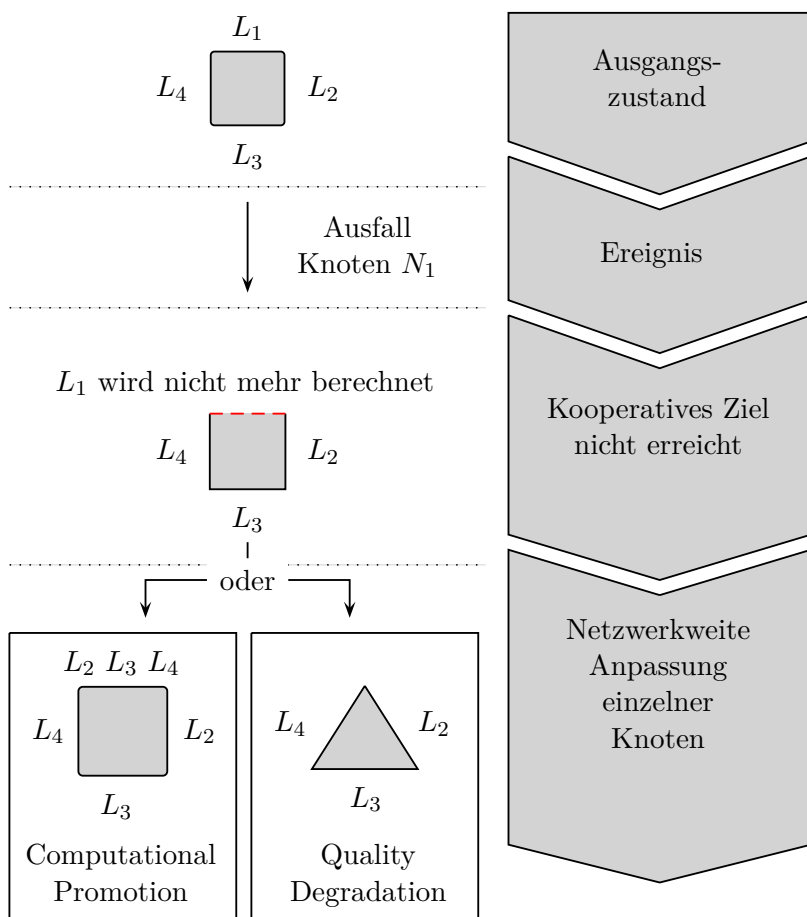 L₁
L₄ L₂
L₃
Ausgangs-
zustand
Ausfall
Knoten N₁
Ereignis
L₁ wird nicht mehr berechnet
L₄ L₂
L₃
Kooperatives Ziel
nicht erreicht
oder
L₂ L₃ L₄
L₄ L₂
L₃
Computational
Promotion
L₄ L₂
L₃
Quality
Degradation
Netzwerkweite
Anpassung
einzelner
Knoten